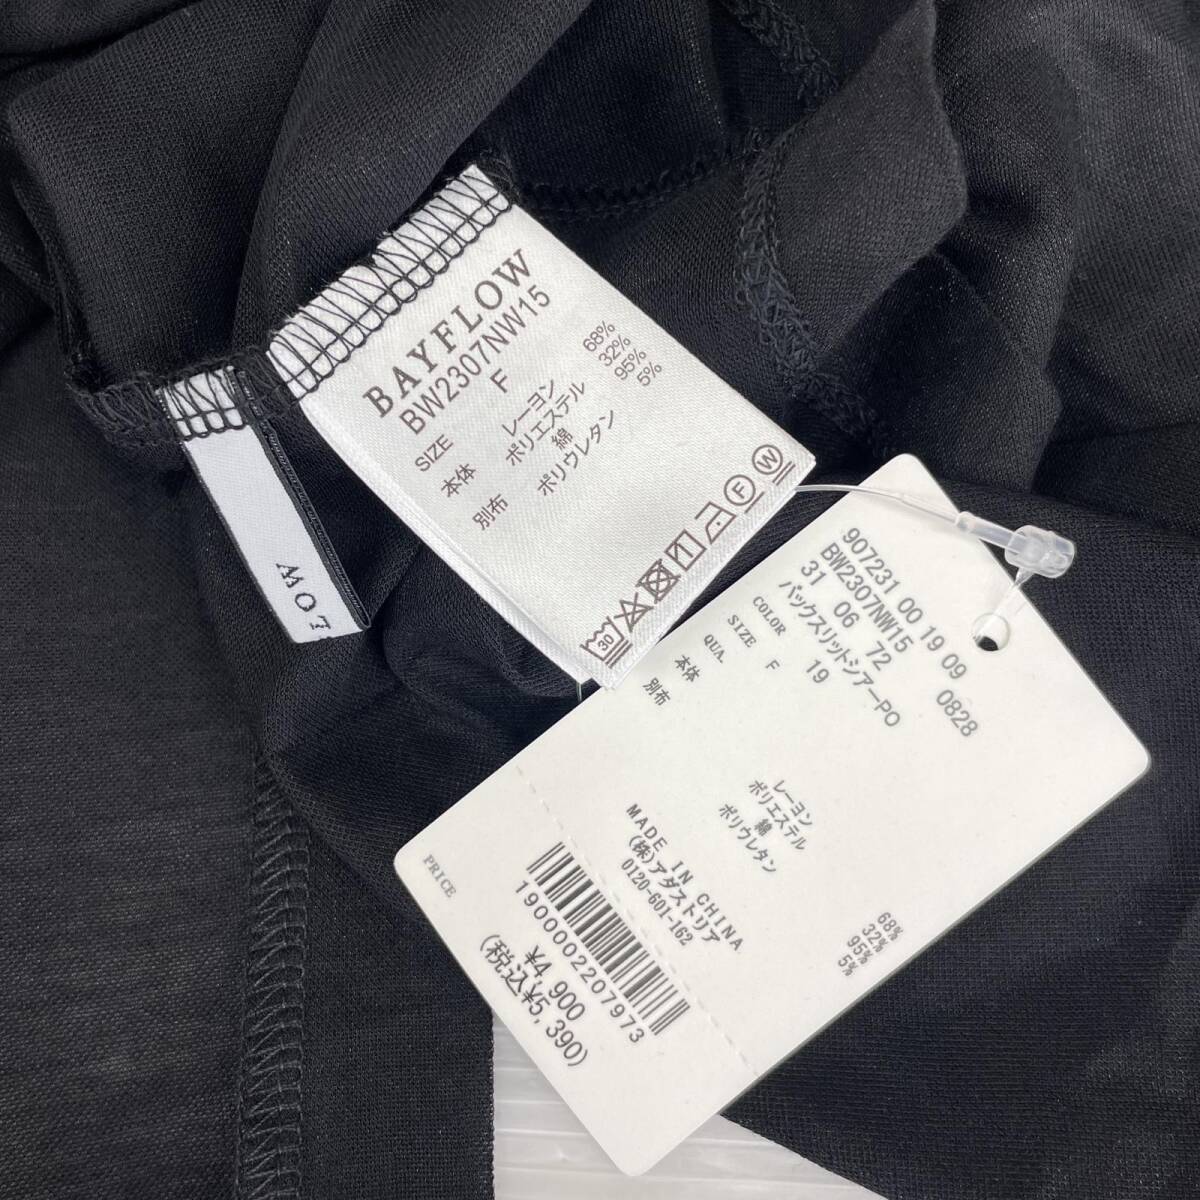 BAYFLOW
BW2307NW15
SIZE F
本体 レーヨン 68%
ポリエステル 32%
別布 綿 95%
ポリウレタン 5%
30
F
W
LOW
907231 00 19 09 0828
BW2307NW15
31 06 72
バックスリットシアーPO
COLOR 19
SIZE F
QUA.
本体 レーヨン 68%
ポリエステル 32%
別布 綿 95%
ポリウレタン 5%
MADE IN CHINA
(株)アダストリア
0120-601-162
PRICE
1900002207973
¥4,900
(税込¥5,390)